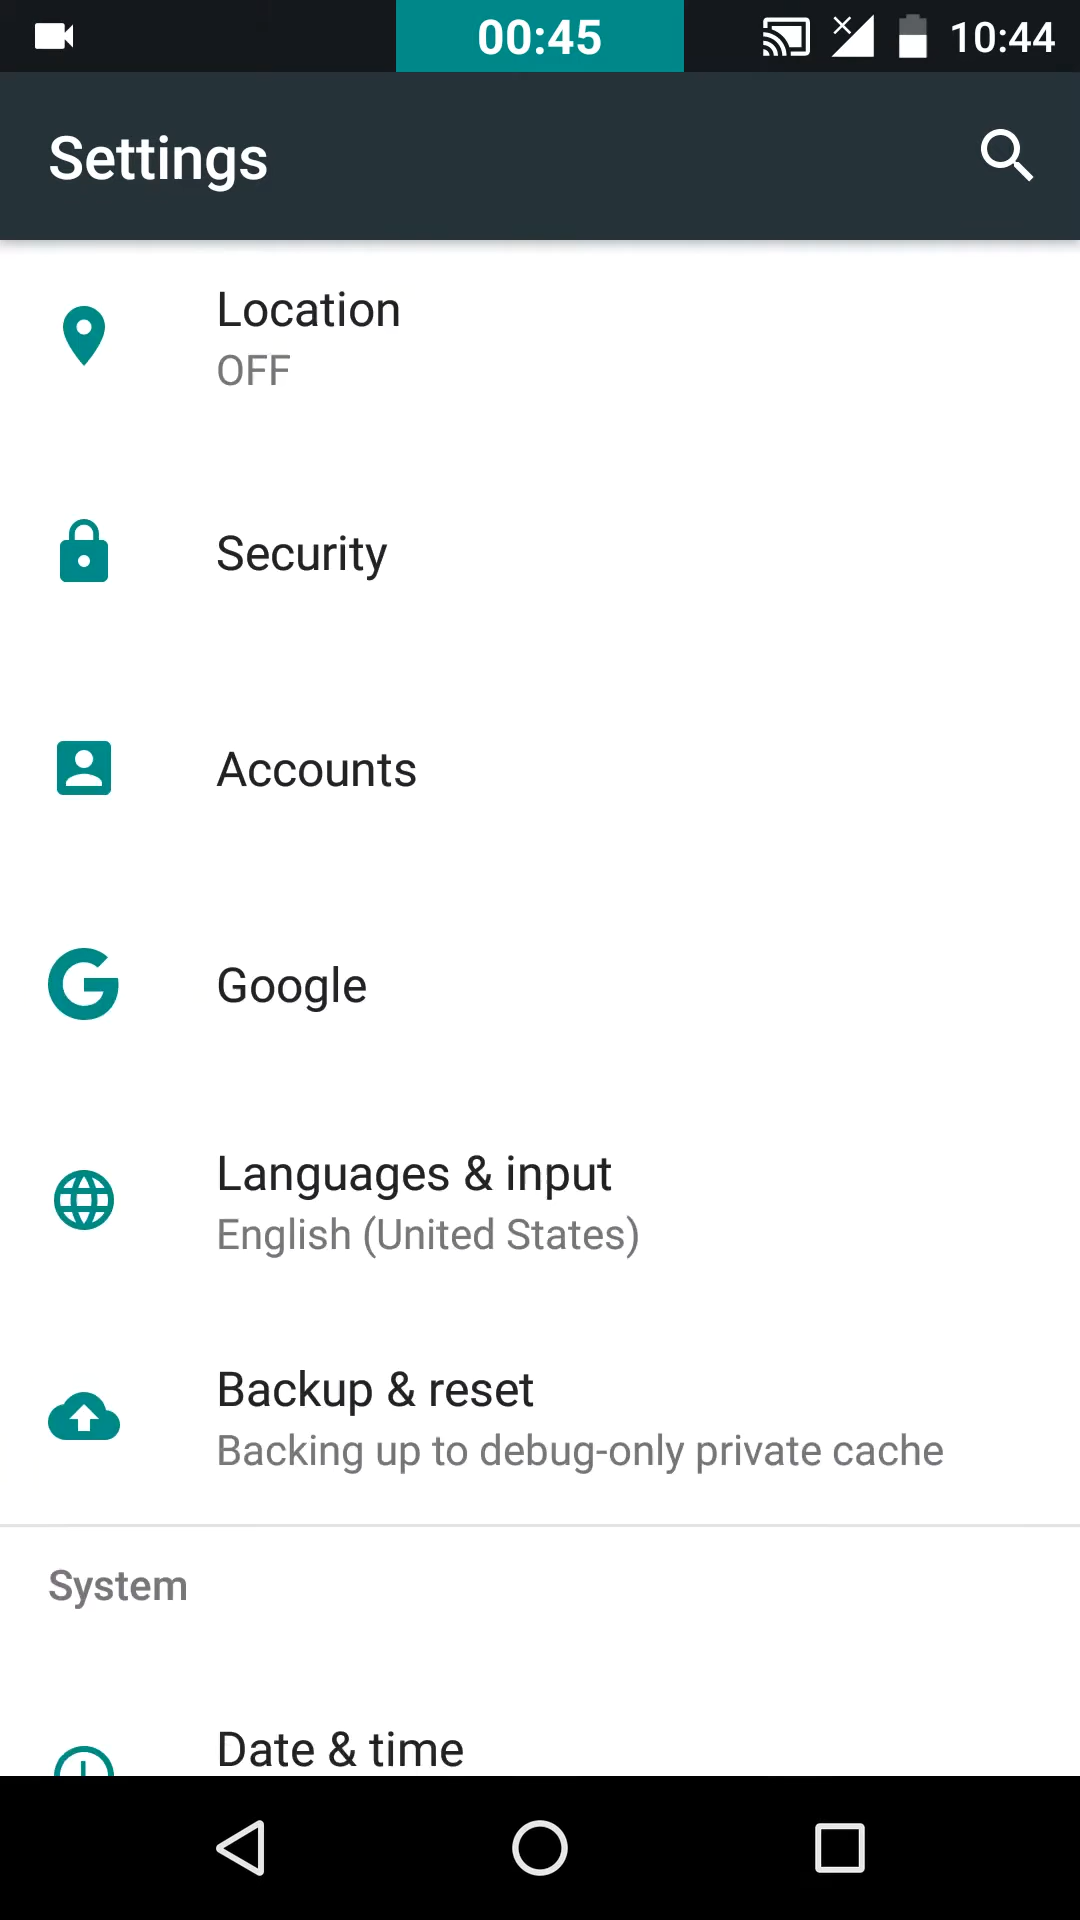 00:45
10:44
Settings
Location
OFF
Security
Accounts
Google
Languages & input
English (United States)
Backup & reset
Backing up to debug-only private cache
System
Date & time